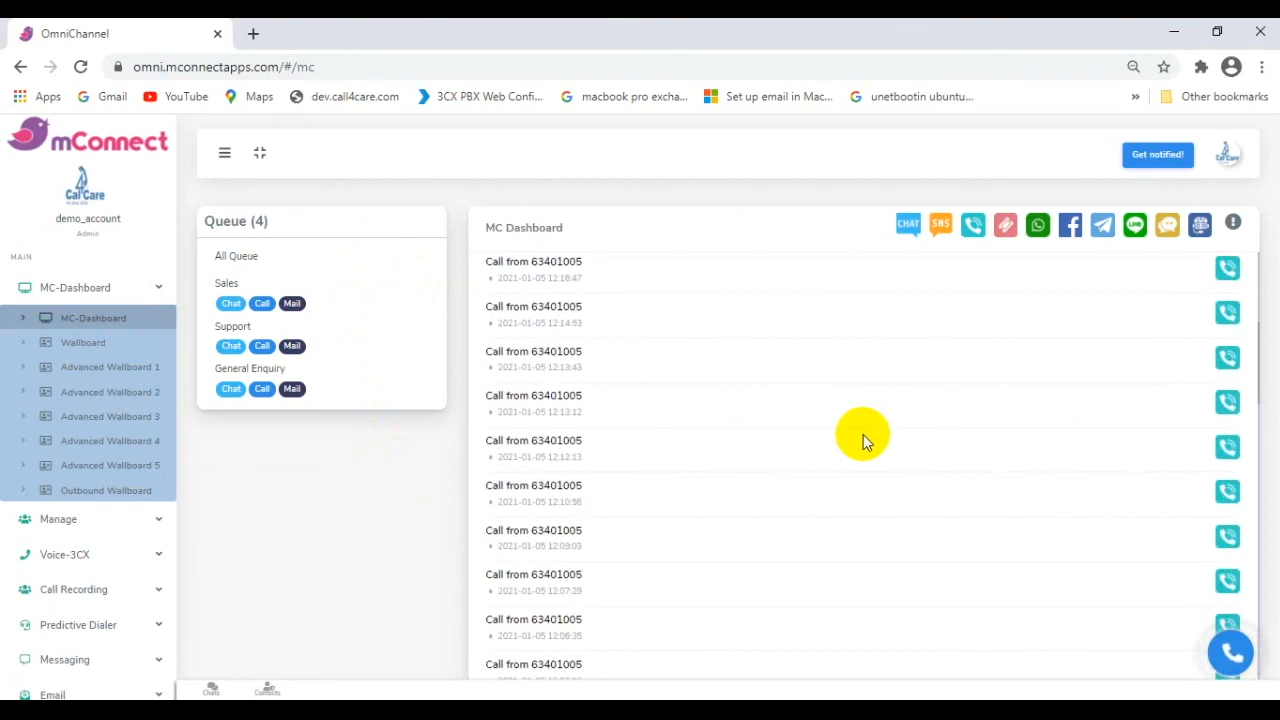 OmniChannel
omni.mconnectapps.com/#/mc
Apps
Gmail
YouTube
Maps
dev.call4care.com
3CX PBX Web Confi...
macbook pro excha...
Set up email in Mac...
unetbootin ubuntu...
»
Other bookmarks
mConnect
Cal Care
demo_account
Admin
MAIN
MC-Dashboard
MC-Dashboard
Wallboard
Advanced Wallboard 1
Advanced Wallboard 2
Advanced Wallboard 3
Advanced Wallboard 4
Advanced Wallboard 5
Outbound Wallboard
Manage
Voice-3CX
Call Recording
Predictive Dialer
Messaging
Email
Get notified!
Queue (4)
All Queue
Sales
Chat Call Mail
Support
Chat Call Mail
General Enquiry
Chat Call Mail
MC Dashboard
CHAT
SMS
LINE
Call from 63401005
2021-01-05 12:16:47
Call from 63401005
2021-01-05 12:14:53
Call from 63401005
2021-01-05 12:13:43
Call from 63401005
2021-01-05 12:13:12
Call from 63401005
2021-01-05 12:12:13
Call from 63401005
2021-01-05 12:10:56
Call from 63401005
2021-01-05 12:09:03
Call from 63401005
2021-01-05 12:07:29
Call from 63401005
2021-01-05 12:06:35
Call from 63401005
Chats
Contacts